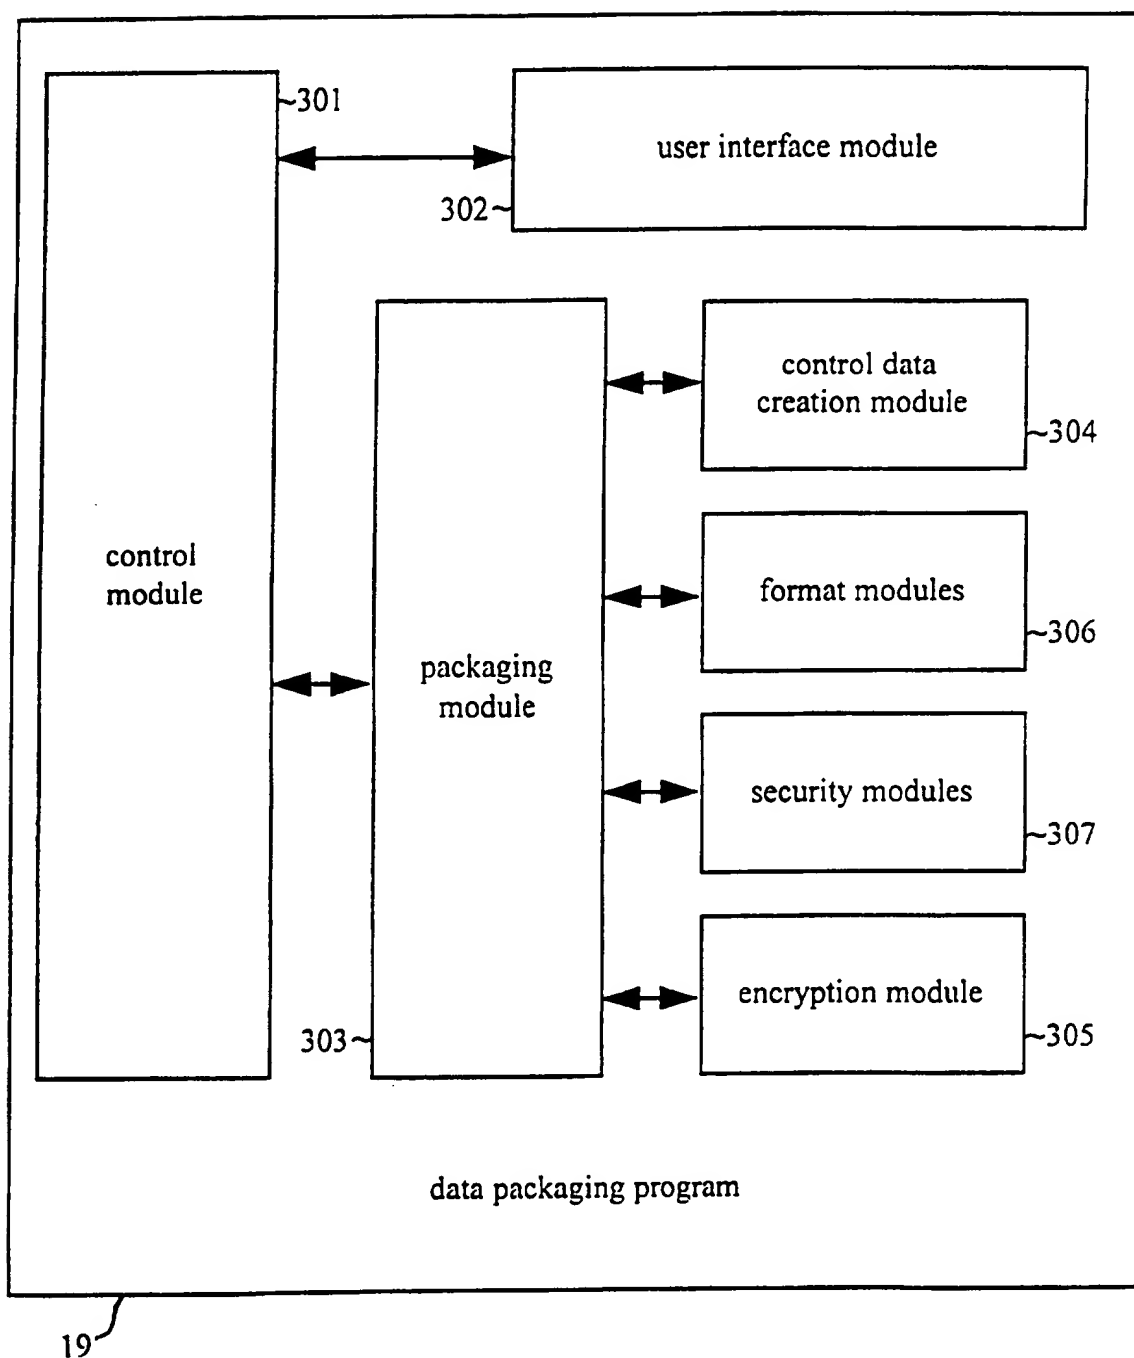 301
user interface module
302
control data
creation module
304
control
module
format modules
306
packaging
module
security modules
307
encryption module
303
305
data packaging program
19